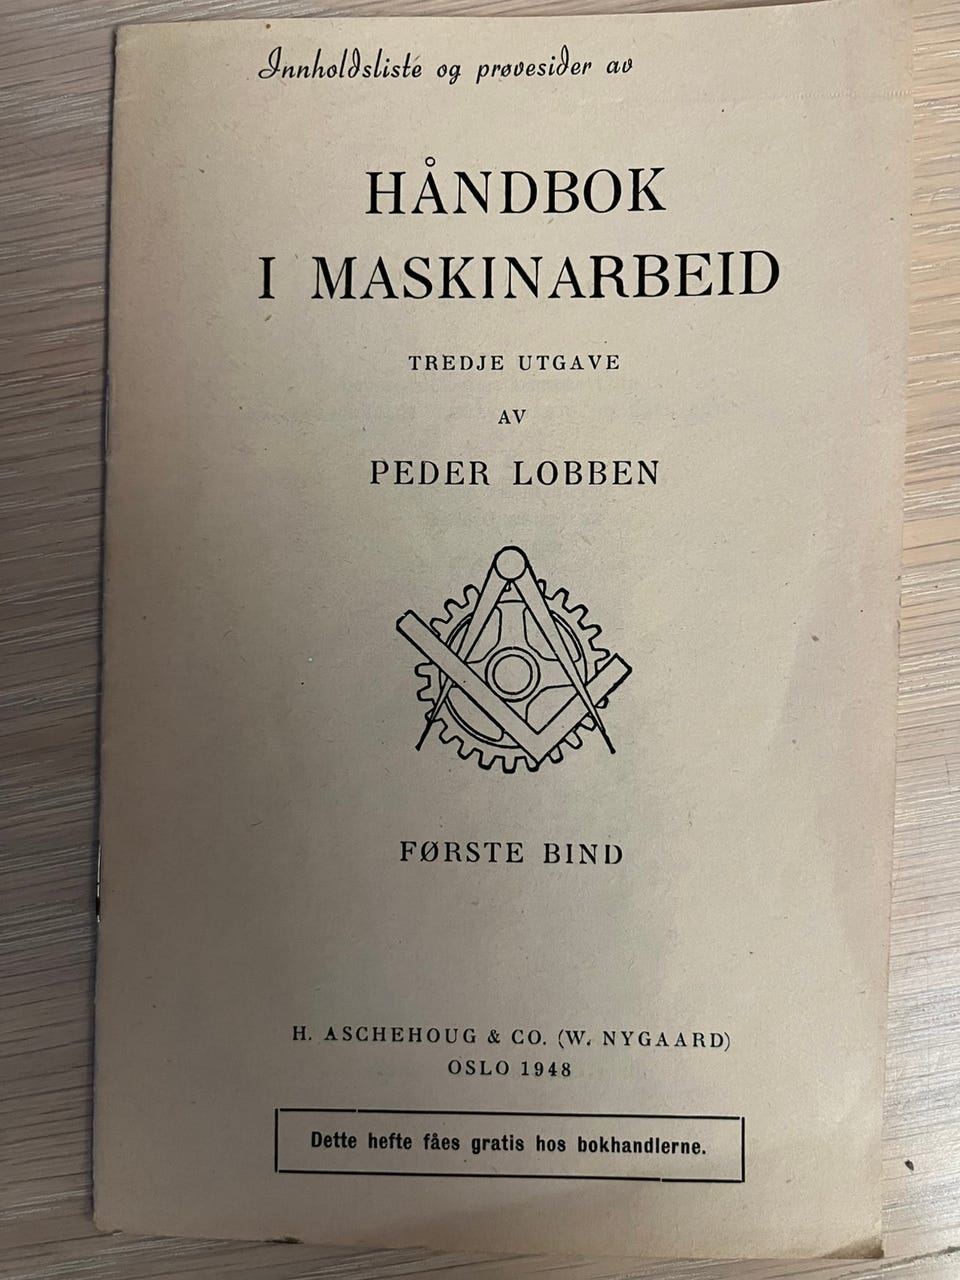 Innholdsliste og prøvesider av
HÅNDBOK
I MASKINARBEID
TREDJE UTGAVE
AV
PEDER LOBBEN
FØRSTE BIND
H. ASCHEHOUG & CO. (W. NYGAARD)
OSLO 1948
Dette hefte fåes gratis hos bokhandlerne.